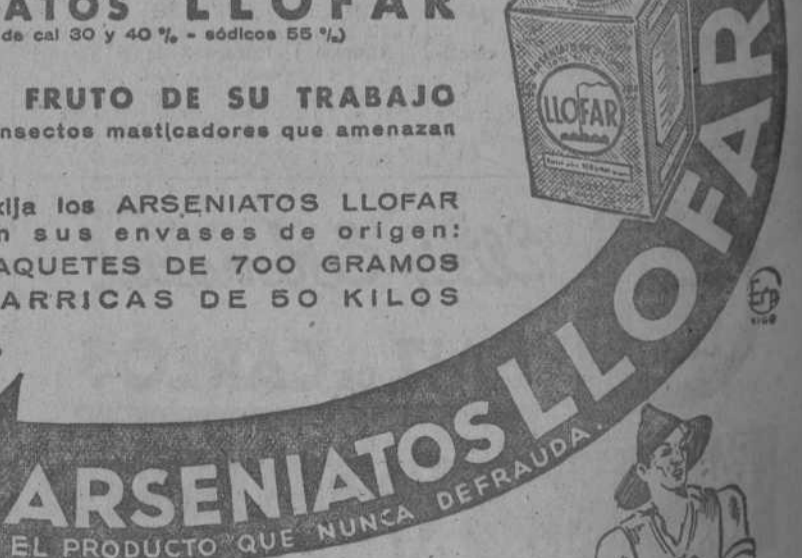 ATOS LLOFAR
de cal 30 y 40 % - sódicos 55 %)
FRUTO DE SU TRABAJO
nsectos masticadores que amenazan
xija los ARSENIATOS LLOFAR
n sus envases de origen:
AQUETES DE 700 GRAMOS
ARRICAS DE 50 KILOS
LLOFAR
ARSENIATOS LLOFAR
EL PRODUCTO QUE NUNCA DEFRAUDA.